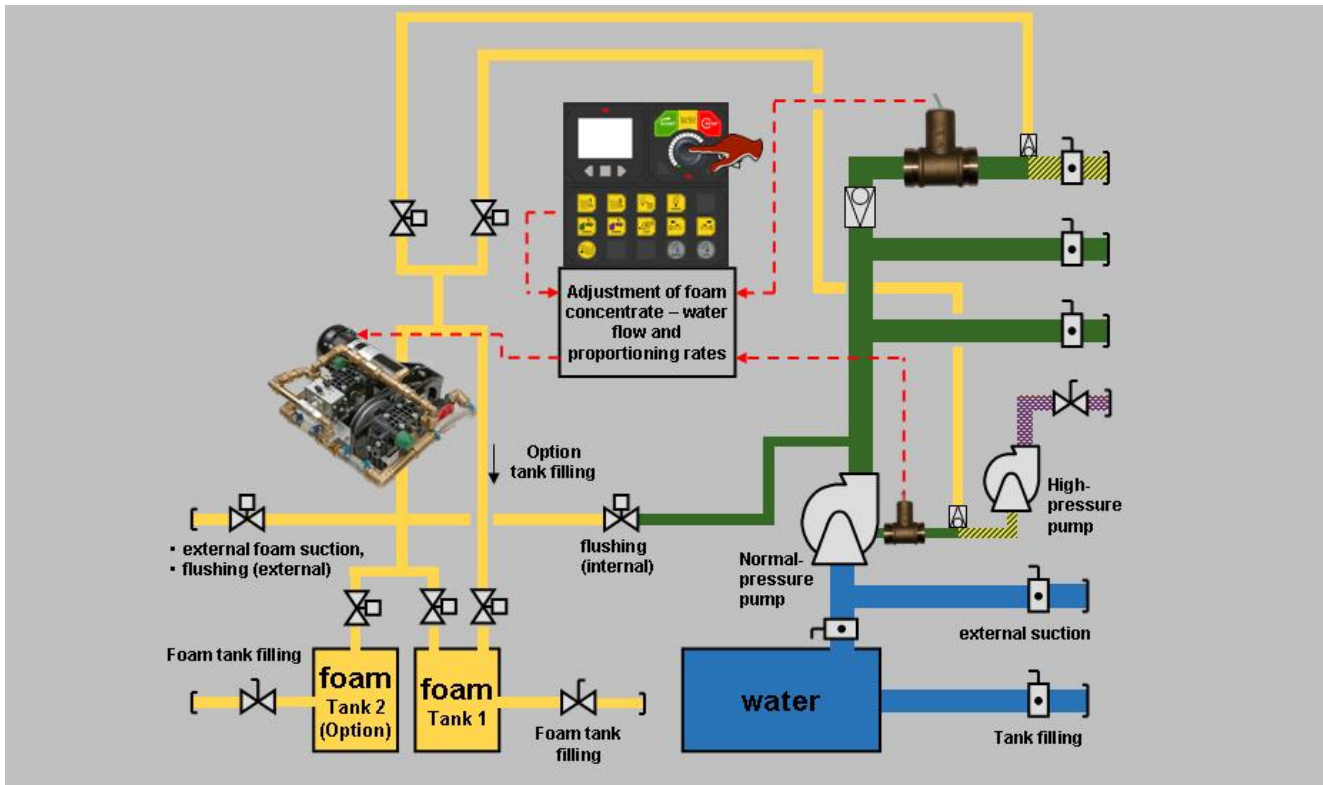 Adjustment of foam
concentrate – water
flow and
proportioning rates
Option
tank filling
High-
pressure
pump
▪ external foam suction,
▪ flushing (external)
flushing
(internal)
Normal-
pressure
pump
external suction
Foam tank filling
foam
Tank 2
(Option)
foam
Tank 1
water
Foam tank
filling
Tank filling